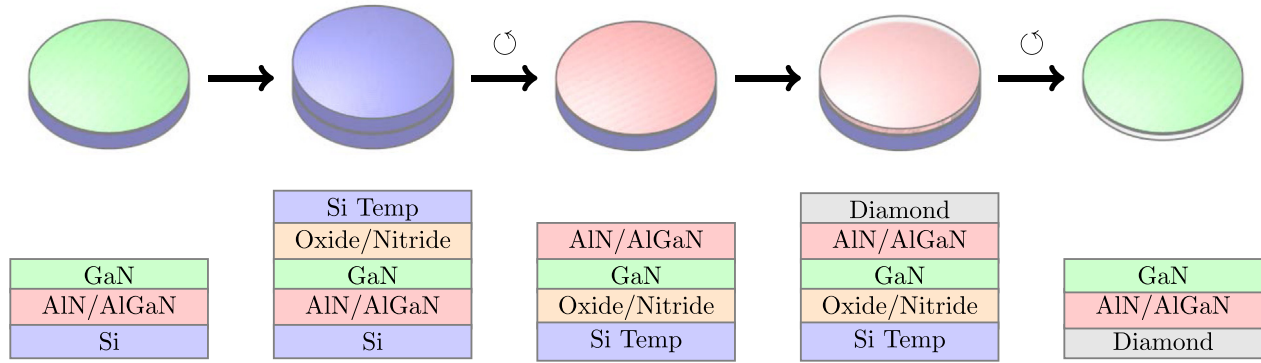 GaN
AlN/AlGaN
Si
Si Temp
Oxide/Nitride
GaN
AlN/AlGaN
Si
AlN/AlGaN
GaN
Oxide/Nitride
Si Temp
Diamond
AlN/AlGaN
GaN
Oxide/Nitride
Si Temp
GaN
AlN/AlGaN
Diamond